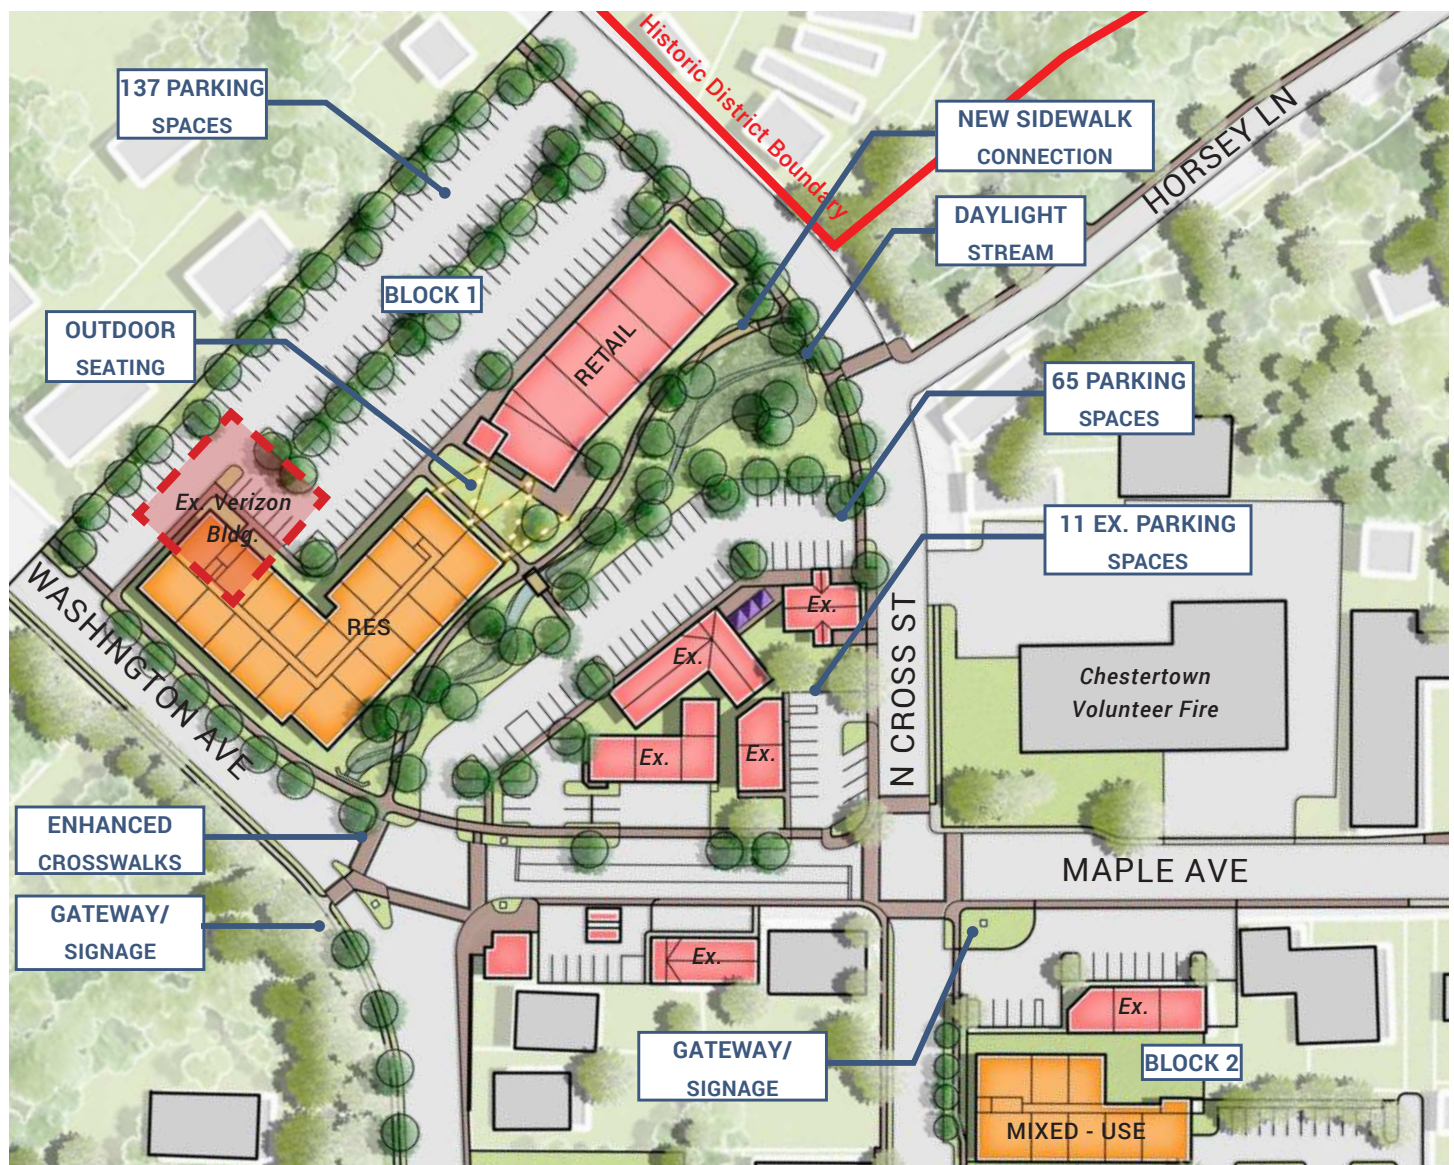 Historic District Boundary
137 PARKING
SPACES
NEW SIDEWALK
CONNECTION
HORSEY LN
DAYLIGHT
STREAM
BLOCK 1
OUTDOOR
SEATING
RETAIL
65 PARKING
SPACES
Ex. Verizon
Bldg.
11 EX. PARKING
SPACES
WASHINGTON AVE
RES
Ex.
Ex.
Ex.
Ex.
N CROSS ST
Chestertown
Volunteer Fire
ENHANCED
CROSSWALKS
MAPLE AVE
GATEWAY/
SIGNAGE
Ex.
Ex.
GATEWAY/
SIGNAGE
BLOCK 2
MIXED - USE